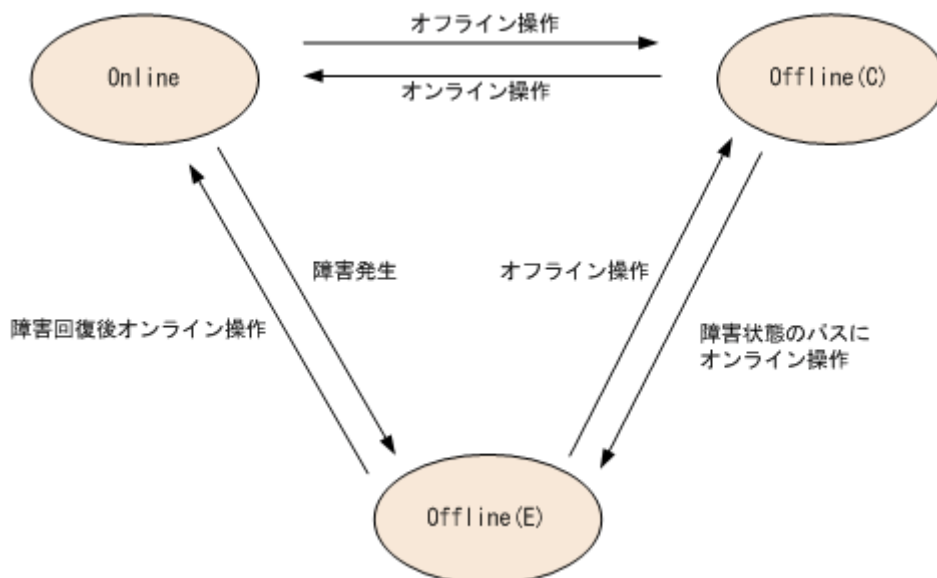 オフライン操作
Online
Offline(C)
オンライン操作
障害発生
オフライン操作
障害回復後オンライン操作
障害状態のパスに
オンライン操作
Offline(E)